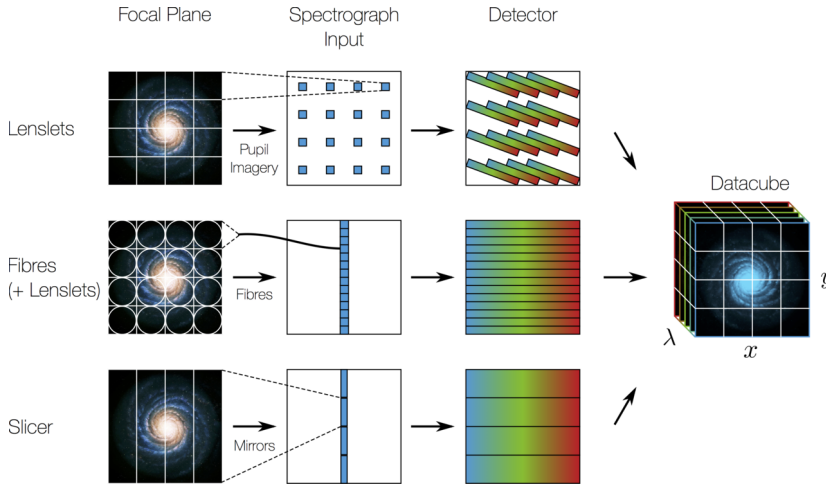 Focal Plane
Spectrograph
Input
Detector
Lenslets
Pupil
Imagery
Datacube
Fibres
(+ Lenslets)
Fibres
y
λ
x
Slicer
Mirrors